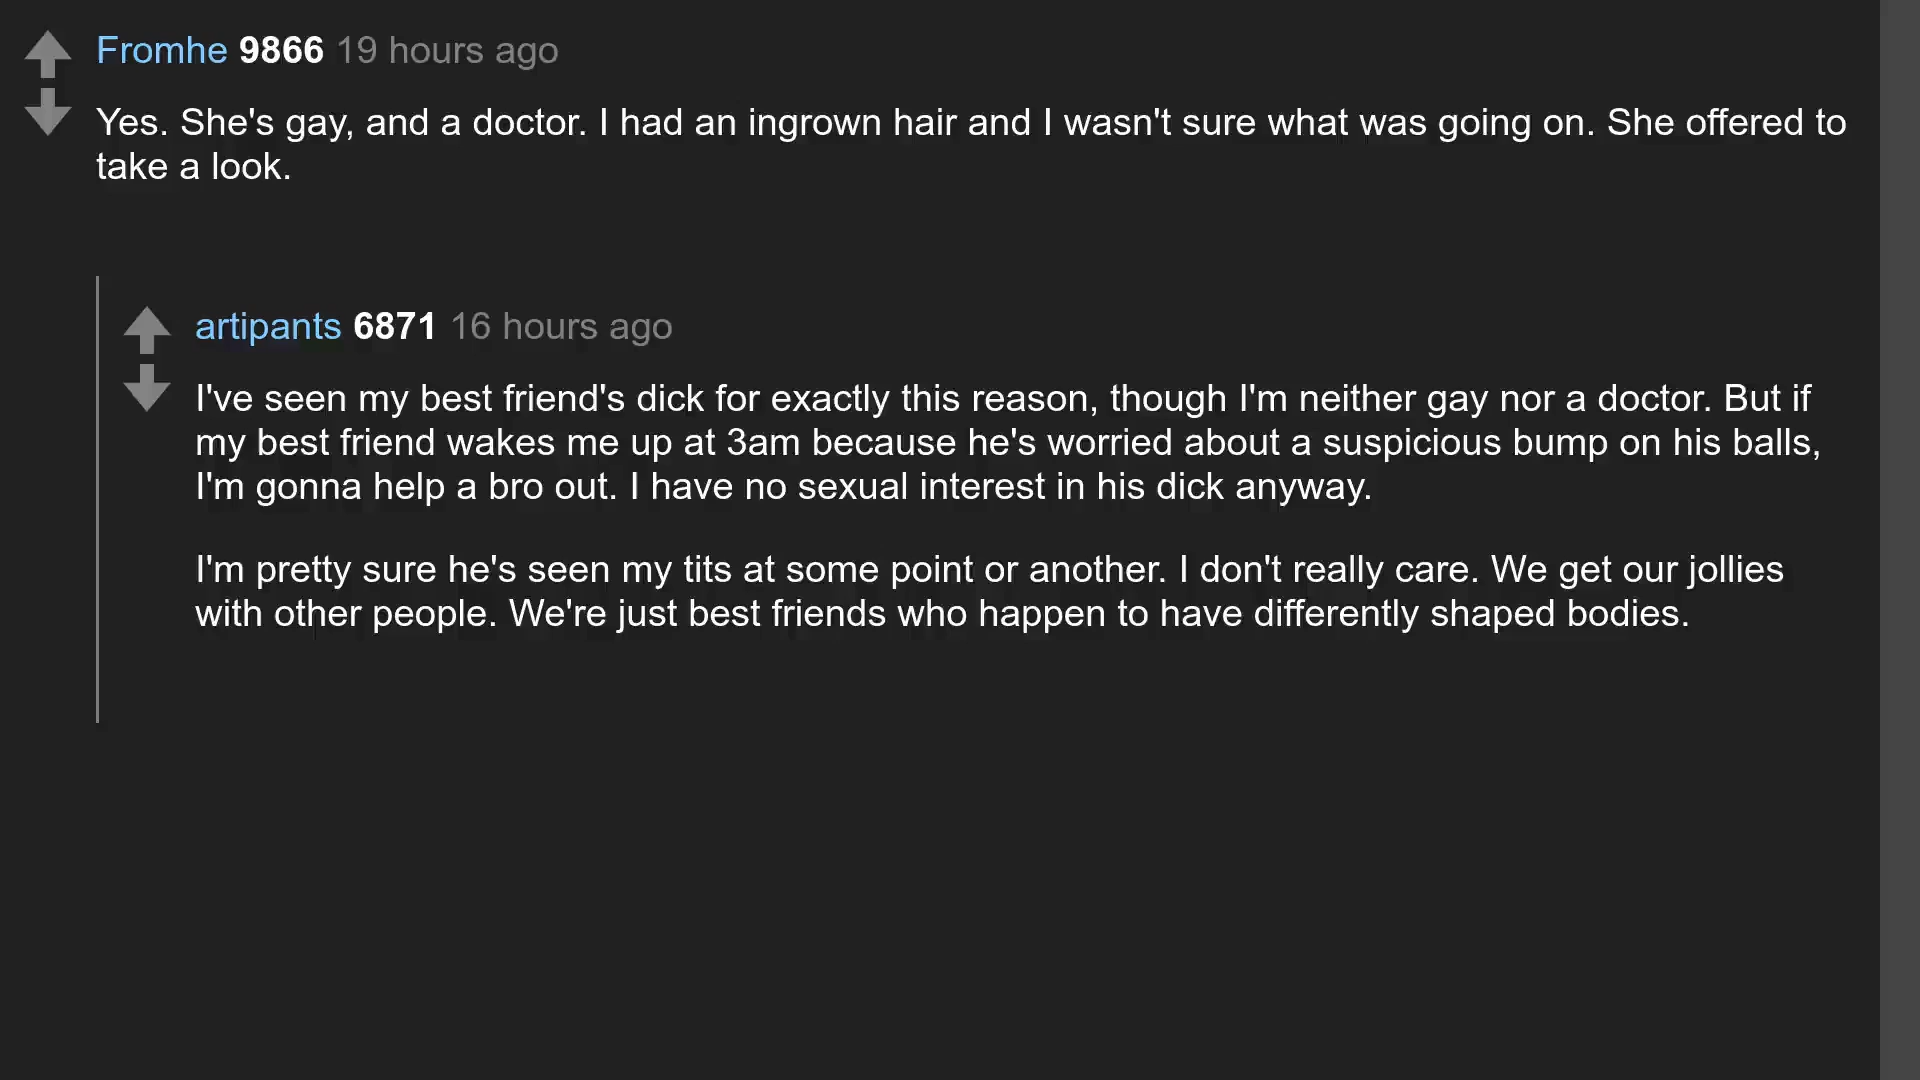 Fromhe 9866 19 hours ago
Yes. She's gay, and a doctor. I had an ingrown hair and I wasn't sure what was going on. She offered to
take a look.
artipants 6871 16 hours ago
I've seen my best friend's dick for exactly this reason, though I'm neither gay nor a doctor. But if
my best friend wakes me up at 3am because he's worried about a suspicious bump on his balls,
I'm gonna help a bro out. I have no sexual interest in his dick anyway.
I'm pretty sure he's seen my tits at some point or another. I don't really care. We get our jollies
with other people. We're just best friends who happen to have differently shaped bodies.